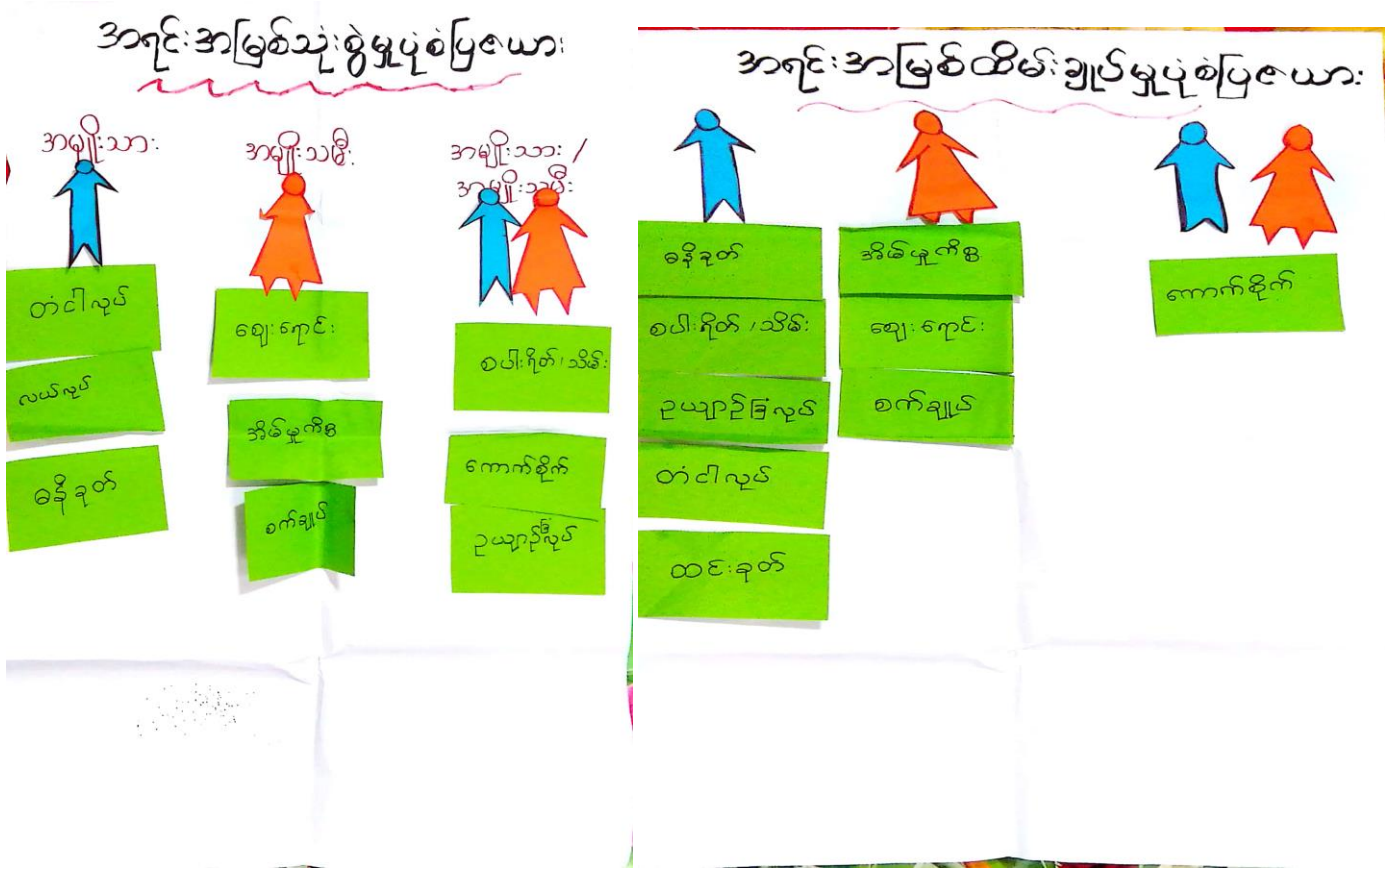 အရင်းအမြစ်သုံးစွဲမှုပုံစံပြဇယား
အမျိုးသား
အမျိုးသမီး
အမျိုးသား /
အမျိုးသမီး
တံငါလုပ်
လယ်လုပ်
ဓနိခုတ်
ဈေးရောင်း
အိမ်မှုကိစ္စ
စက်ချုပ်
စပါးရိတ်၊သိမ်း
ကောက်စိုက်
ဥယျာဉ်ခြံလုပ်
အရင်းအမြစ်ထိမ်းချုပ်မှုပုံစံပြဇယား
ဓနိခုတ်
စပါးရိတ်/သိမ်း
ဥယျာဉ်ခြံလုပ်
တံငါလုပ်
ထင်းခုတ်
အိမ်မှုကိစ္စ
ဈေးရောင်း
စက်ချုပ်
ကောက်စိုက်